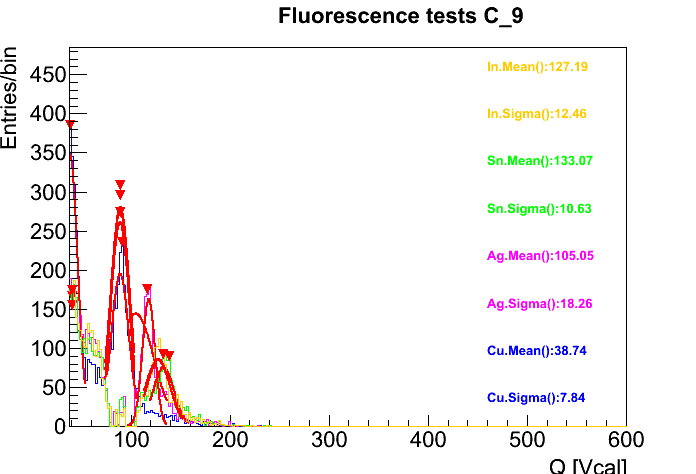 Fluorescence tests C_9
Entries/bin
450
400
350
300
250
200
150
100
50
0
100
200
300
400
500
600
Q [Vcal]
In.Mean():127.19
In.Sigma():12.46
Sn.Mean():133.07
Sn.Sigma():10.63
Ag.Mean():105.05
Ag.Sigma():18.26
Cu.Mean():38.74
Cu.Sigma():7.84